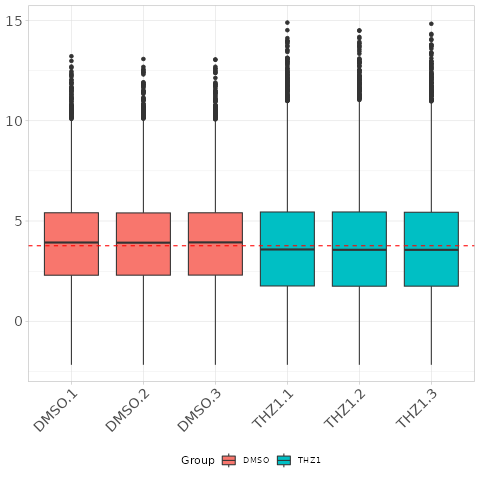 15
10
5
0
DMSO.1
DMSO.2
DMSO.3
THZ1.1
THZ1.2
THZ1.3
Group DMSO THZ1